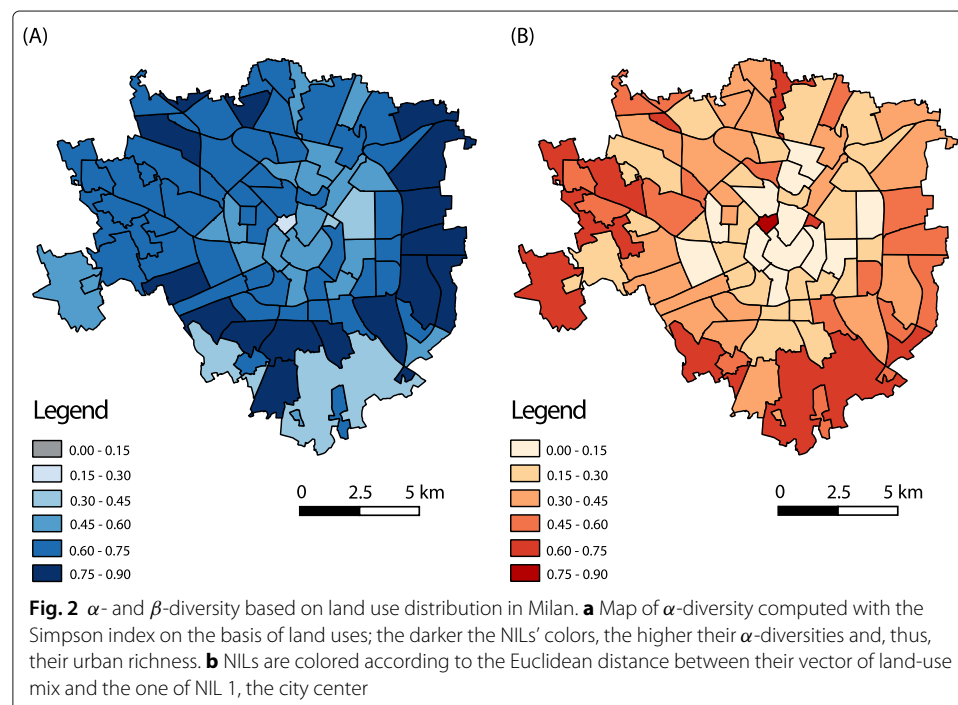 (A)
(B)
Legend
0.00 - 0.15
0.15 - 0.30
0.30 - 0.45
0.45 - 0.60
0.60 - 0.75
0.75 - 0.90
0 2.5 5 km
Legend
0.00 - 0.15
0.15 - 0.30
0.30 - 0.45
0.45 - 0.60
0.60 - 0.75
0.75 - 0.90
0 2.5 5 km
Fig. 2 α- and β-diversity based on land use distribution in Milan. a Map of α-diversity computed with the
Simpson index on the basis of land uses; the darker the NILs' colors, the higher their α-diversities and, thus,
their urban richness. b NILs are colored according to the Euclidean distance between their vector of land-use
mix and the one of NIL 1, the city center